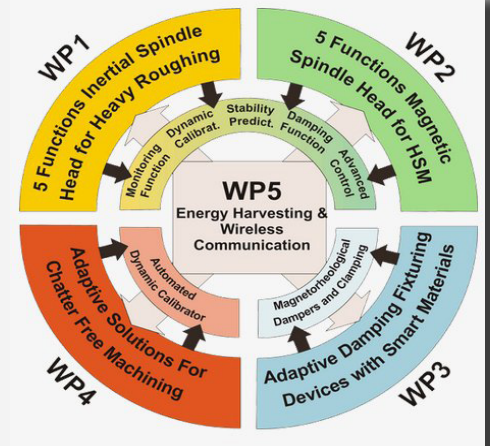 WP1
5 Functions Inertial Spindle
Head for Heavy Roughing
WP2
5 Functions Magnetic
Spindle Head for HSM
Monitoring
Function
Dynamic
Calibrat.
Stability
Predict.
Damping
Function
Advanced
Control
WP5
Energy Harvesting &
Wireless
Communication
Automated
Dynamic Calibrator
Magnetorheological
Dampers and Clamping
Adaptive Solutions For
Chatter Free Machining
WP4
Adaptive Damping Fixturing
Devices with Smart Materials
WP3